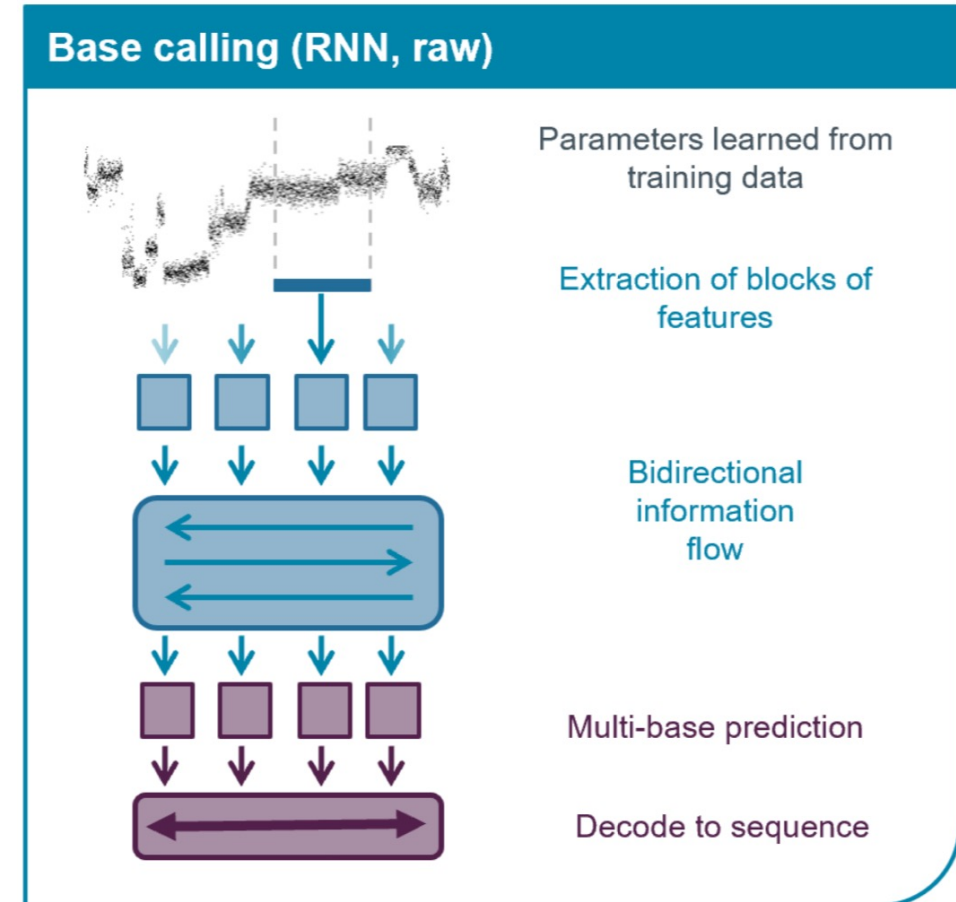 Base calling (RNN, raw)
Parameters learned from
training data
Extraction of blocks of
features
Bidirectional
information
flow
Multi-base prediction
Decode to sequence